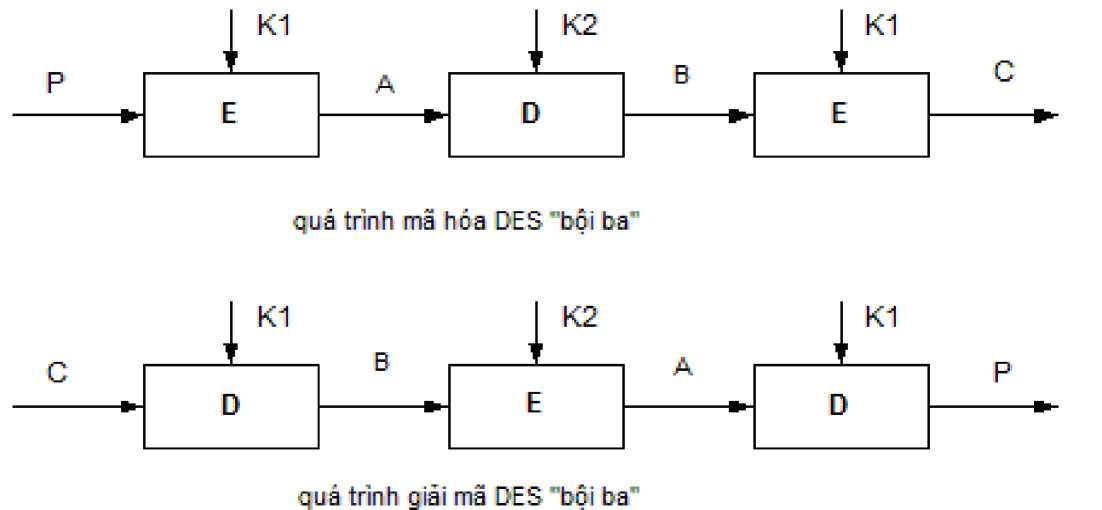 K1 K2 K1
P A B C
E D E
quá trình mã hóa DES "bội ba"
K1 K2 K1
C B A P
D E D
quá trình giải mã DES "bội ba"